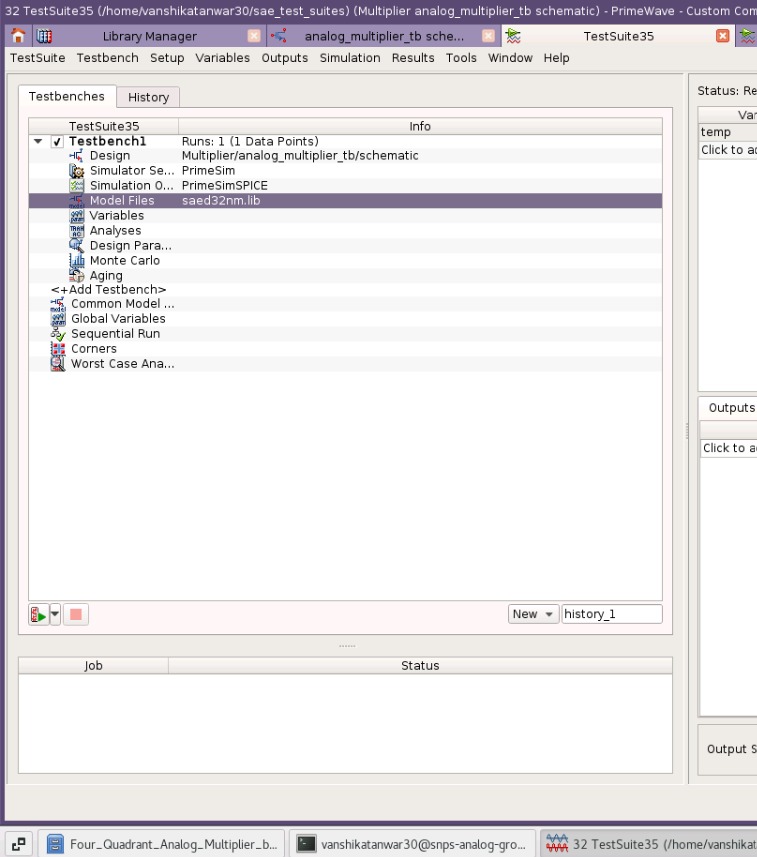 32 TestSuite35 (/home/vanshikatanwar30/sae_test_suites) (Multiplier analog_multiplier_tb schematic) - PrimeWave - Custom Com
Library Manager analog_multiplier_tb sche... TestSuite35
TestSuite Testbench Setup Variables Outputs Simulation Results Tools Window Help
Testbenches History
Status: Re
TestSuite35 Info
Testbench1 Runs: 1 (1 Data Points)
Design Multiplier/analog_multiplier_tb/schematic
Simulator Se... PrimeSim
Simulation O... PrimeSimSPICE
Model Files saed32nm.lib
Variables
Analyses
Design Para...
Monte Carlo
Aging
<+Add Testbench>
Common Model ...
Global Variables
Sequential Run
Corners
Worst Case Ana...
Var
temp
Click to a
Outputs
Click to a
New history_1
Job Status
Output S
Four_Quadrant_Analog_Multiplier_b... vanshikatanwar30@snps-analog-gro... 32 TestSuite35 (/home/vanshikat